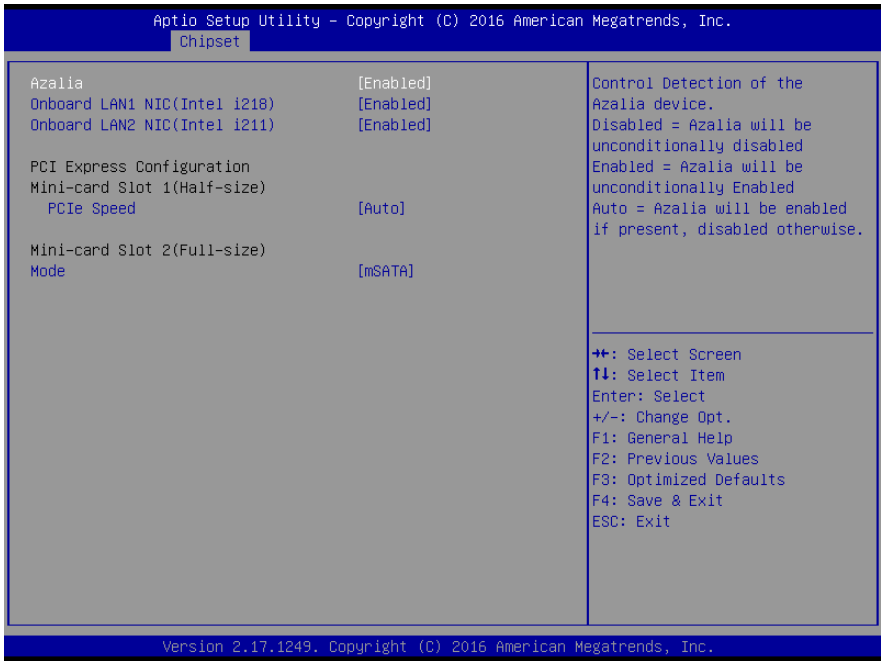 Aptio Setup Utility – Copyright (C) 2016 American Megatrends, Inc.
Chipset
Azalia [Enabled]
Onboard LAN1 NIC(Intel i218) [Enabled]
Onboard LAN2 NIC(Intel i211) [Enabled]
PCI Express Configuration
Mini-card Slot 1(Half-size)
PCIe Speed [Auto]
Mini-card Slot 2(Full-size)
Mode [mSATA]
Control Detection of the
Azalia device.
Disabled = Azalia will be
unconditionally disabled
Enabled = Azalia will be
unconditionally Enabled
Auto = Azalia will be enabled
if present, disabled otherwise.
→←: Select Screen
↑↓: Select Item
Enter: Select
+/-: Change Opt.
F1: General Help
F2: Previous Values
F3: Optimized Defaults
F4: Save & Exit
ESC: Exit
Version 2.17.1249. Copyright (C) 2016 American Megatrends, Inc.